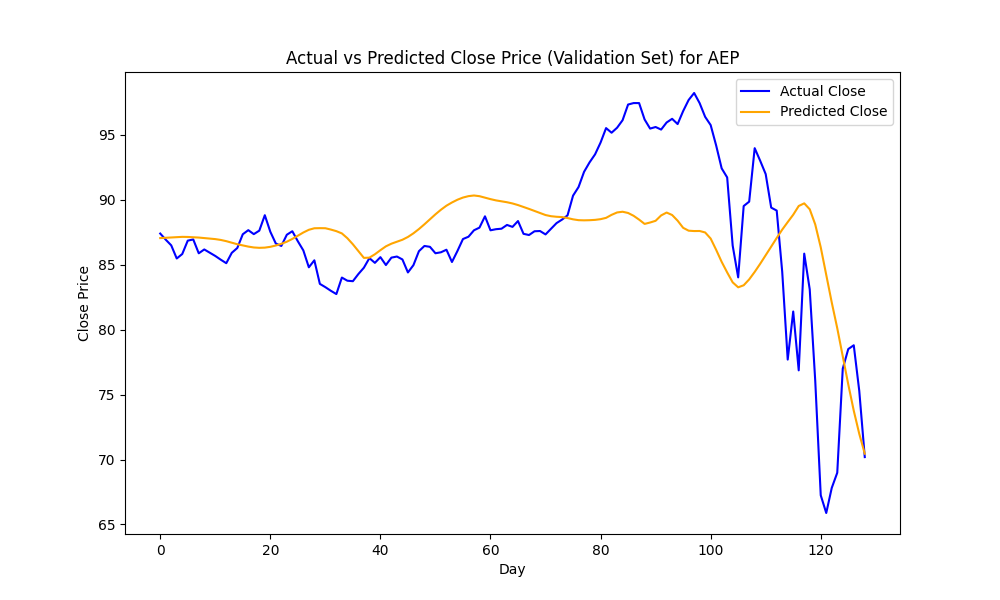 Actual vs Predicted Close Price (Validation Set) for AEP
Actual Close
Predicted Close
Close Price
95
90
85
80
75
70
65
0 20 40 60 80 100 120
Day